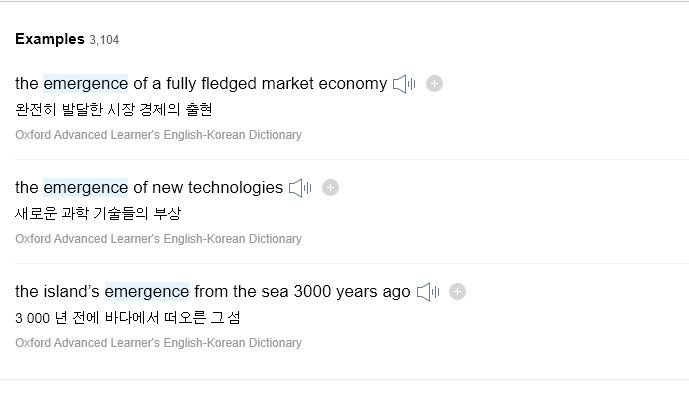 Examples 3,104
the emergence of a fully fledged market economy
완전히 발달한 시장 경제의 출현
Oxford Advanced Learner's English-Korean Dictionary
the emergence of new technologies
새로운 과학 기술들의 부상
Oxford Advanced Learner's English-Korean Dictionary
the island’s emergence from the sea 3000 years ago
3 000 년 전에 바다에서 떠오른 그 섬
Oxford Advanced Learner's English-Korean Dictionary